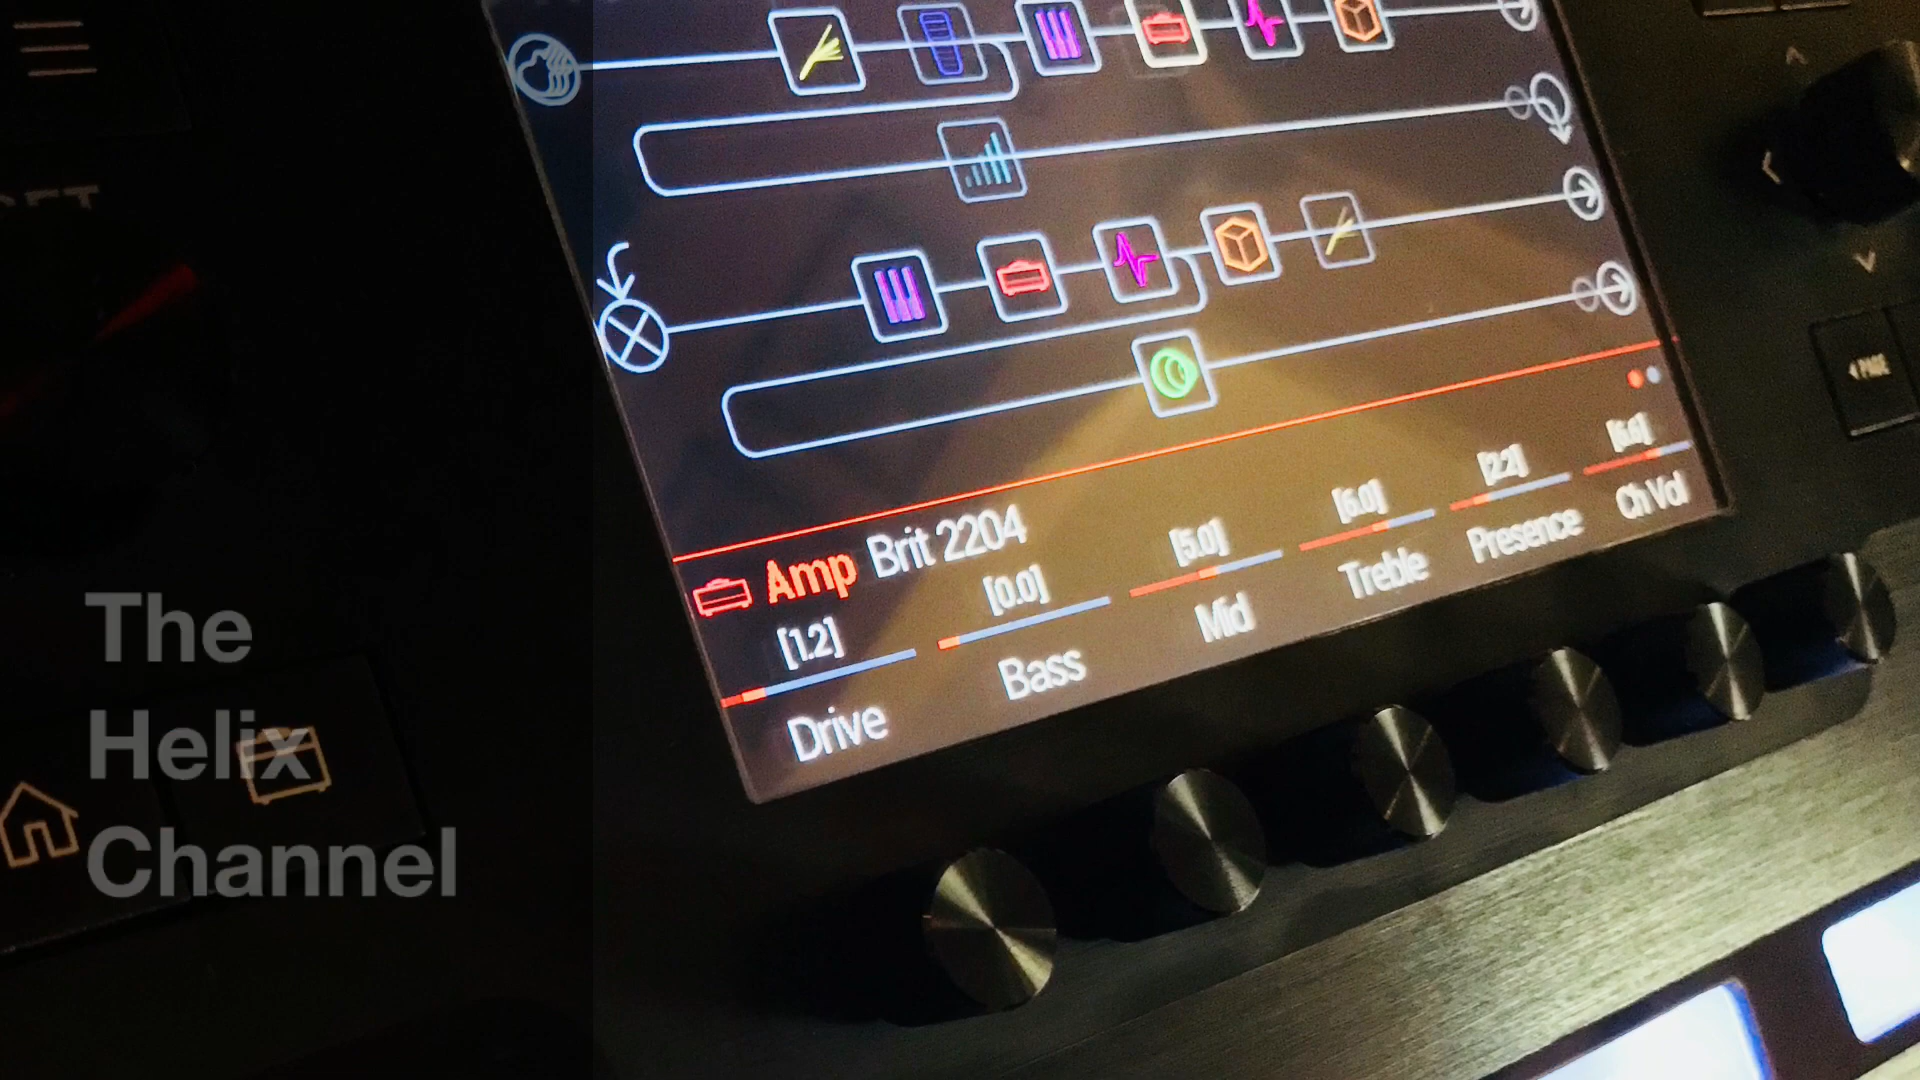 Amp Brit 2204
[1.2]
[0.0]
[5.0]
[6.0]
[2.2]
Drive
Bass
Mid
Treble
Presence
Ch Vol
PAGE
The
Helix
Channel